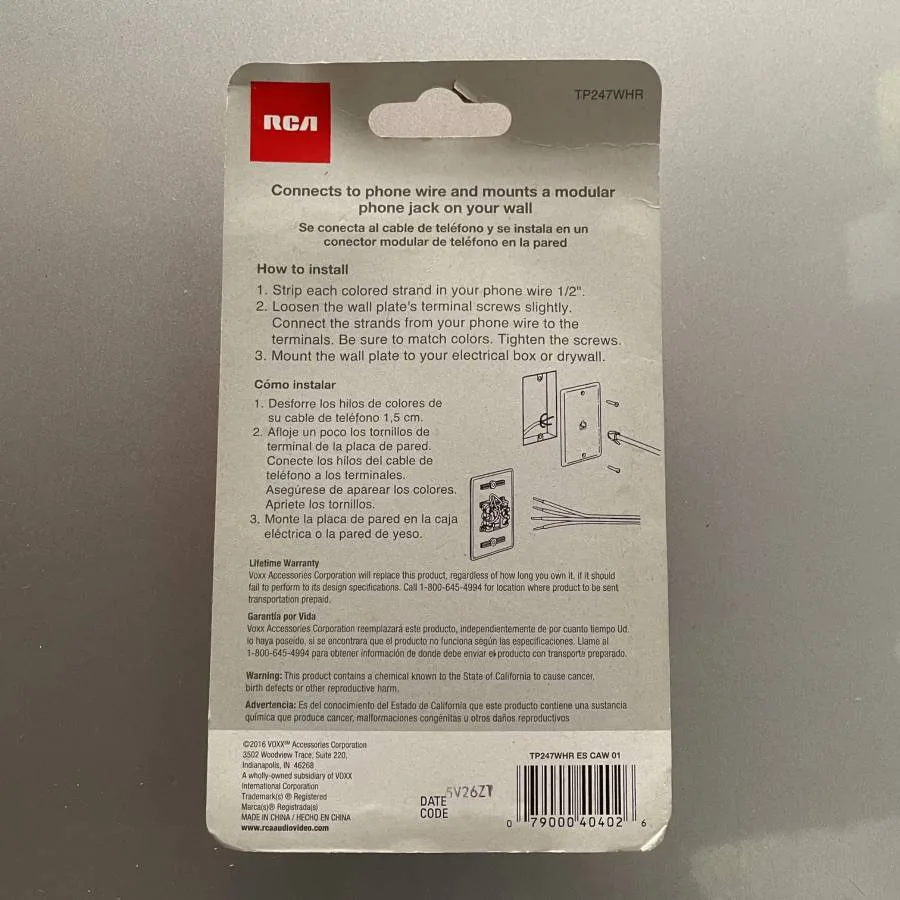 RCA
TP247WHR
Connects to phone wire and mounts a modular
phone jack on your wall
Se conecta al cable de teléfono y se instala en un
conector modular de teléfono en la pared
How to install
1. Strip each colored strand in your phone wire 1/2".
2. Loosen the wall plate's terminal screws slightly.
Connect the strands from your phone wire to the
terminals. Be sure to match colors. Tighten the screws.
3. Mount the wall plate to your electrical box or drywall.
Cómo instalar
1. Desforre los hilos de colores de
su cable de teléfono 1,5 cm.
2. Afloje un poco los tornillos de
terminal de la placa de pared.
Conecte los hilos del cable de
teléfono a los terminales.
Asegúrese de aparear los colores.
Apriete los tornillos.
3. Monte la placa de pared en la caja
eléctrica o la pared de yeso.
Lifetime Warranty
Voxx Accessories Corporation will replace this product, regardless of how long you own it, if it should
fail to perform to its design specifications. Call 1-800-645-4994 for location where product to be sent
transportation prepaid.
Garantía por Vida
Voxx Accessories Corporation reemplazará este producto, independientemente de por cuanto tiempo Ud.
lo haya poseido, si se encontrara que el producto no funciona según las especificaciones. Llame al
1-800-645-4994 para obtener información de donde debe enviar el producto con transporte preparado.
Warning: This product contains a chemical known to the State of California to cause cancer,
birth defects or other reproductive harm.
Advertencia: Es del conocimiento del Estado de California que este producto contiene una sustancia
química que produce cancer, malformaciones congénitas u otros daños reproductivos
©2016 VOXX™ Accessories Corporation
3502 Woodview Trace, Suite 220,
Indianapolis, IN 46268
A wholly-owned subsidiary of VOXX
International Corporation
Trademark(s) ® Registered
Marca(s)® Registrada(s)
MADE IN CHINA / HECHO EN CHINA
www.rcaaudiovideo.com
DATE
CODE
5V26Z1
TP247WHR ES CAW 01
0 79000 40402 6